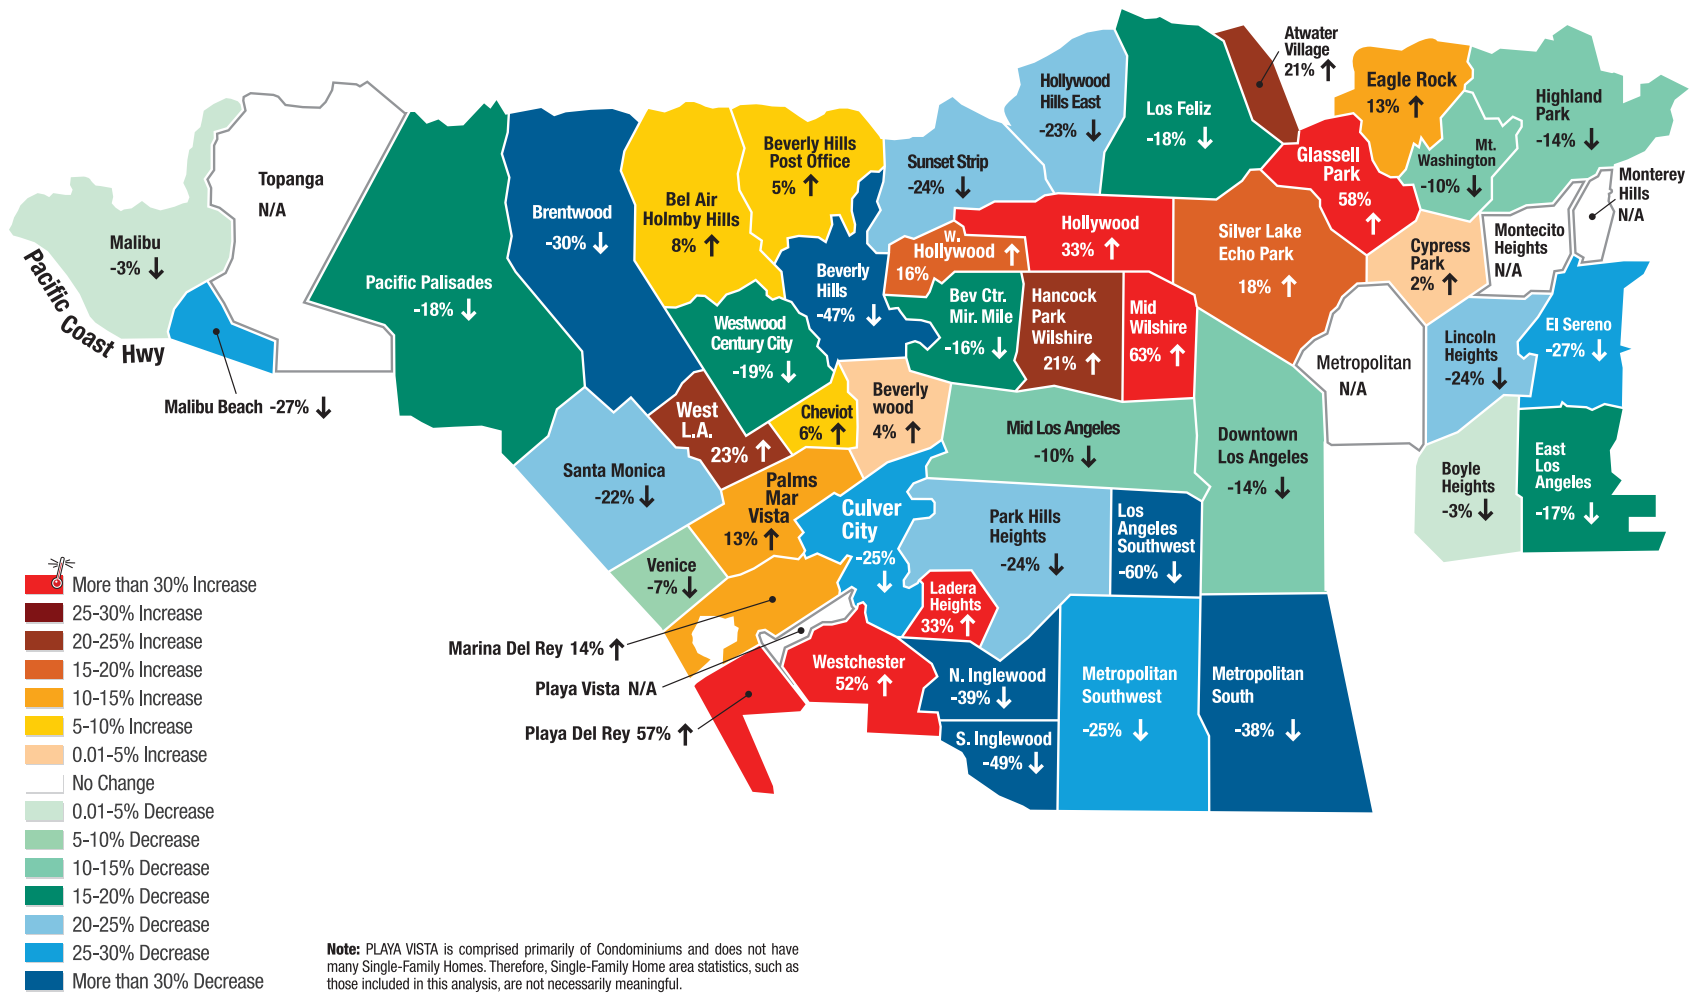 Atwater
Village
21%
Hollywood
Hills East
-23%
Los Feliz
-18%
Eagle Rock
13%
Highland
Park
-14%
Mt.
Washington
-10%
Monterey
Hills
N/A
Glassell
Park
58%
Beverly Hills
Post Office
5%
Sunset Strip
-24%
Topanga
N/A
Malibu
-3%
Pacific Coast Hwy
Malibu Beach -27%
Pacific Palisades
-18%
Brentwood
-30%
Bel Air
Holmby Hills
8%
Beverly
Hills
-47%
W.
Hollywood
16%
Hollywood
33%
Silver Lake
Echo Park
18%
Cypress
Park
2%
Montecito
Heights
N/A
Westwood
Century City
-19%
Bev Ctr.
Mir. Mile
-16%
Hancock
Park
Wilshire
21%
Mid
Wilshire
63%
Metropolitan
N/A
Lincoln
Heights
-24%
El Sereno
-27%
West
L.A.
23%
Cheviot
6%
Beverly
wood
4%
Mid Los Angeles
-10%
Downtown
Los Angeles
-14%
Boyle
Heights
-3%
East
Los
Angeles
-17%
Santa Monica
-22%
Palms
Mar
Vista
13%
Culver
City
-25%
Park Hills
Heights
-24%
Los
Angeles
Southwest
-60%
Venice
-7%
Ladera
Heights
33%
Marina Del Rey 14%
Playa Vista N/A
Playa Del Rey 57%
Westchester
52%
N. Inglewood
-39%
S. Inglewood
-49%
Metropolitan
Southwest
-25%
Metropolitan
South
-38%
More than 30% Increase
25-30% Increase
20-25% Increase
15-20% Increase
10-15% Increase
5-10% Increase
0.01-5% Increase
No Change
0.01-5% Decrease
5-10% Decrease
10-15% Decrease
15-20% Decrease
20-25% Decrease
25-30% Decrease
More than 30% Decrease
Note: PLAYA VISTA is comprised primarily of Condominiums and does not have
many Single-Family Homes. Therefore, Single-Family Home area statistics, such as
those included in this analysis, are not necessarily meaningful.